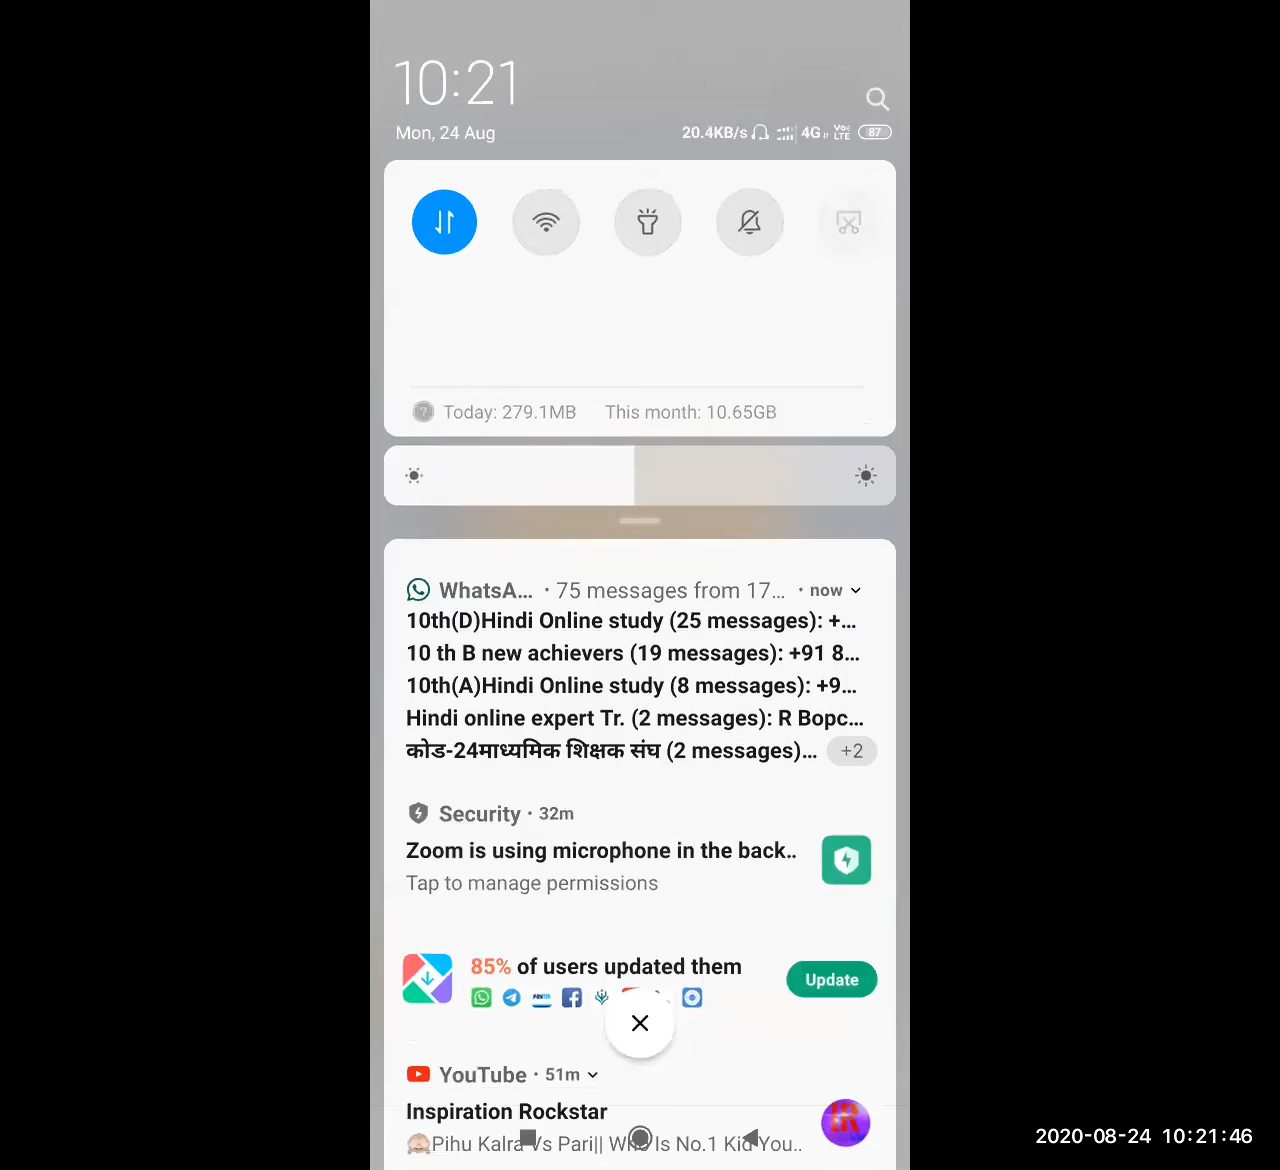 10:21
Mon, 24 Aug
20.4KB/s 4G Vo LTE 87
Today: 279.1MB This month: 10.65GB
WhatsA... · 75 messages from 17... · now
10th(D)Hindi Online study (25 messages): +...
10 th B new achievers (19 messages): +91 8...
10th(A)Hindi Online study (8 messages): +9...
Hindi online expert Tr. (2 messages): R Bopc...
कोड-24माध्यमिक शिक्षक संघ (2 messages)... +2
Security · 32m
Zoom is using microphone in the back..
Tap to manage permissions
85% of users updated them
Update
YouTube · 51m
Inspiration Rockstar
Pihu Kalra Vs Pari|| Who Is No.1 Kid You..
2020-08-24 10:21:46